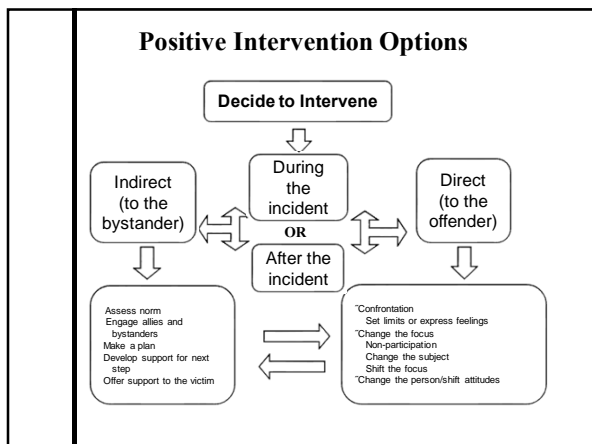 Positive Intervention Options
Decide to Intervene
During
the
incident
OR
After the
incident
Indirect
(to the
bystander)
Direct
(to the
offender)
Assess norm
Engage allies and
bystanders
Make a plan
Develop support for next
step
Offer support to the victim
¨Confrontation
Set limits or express feelings
¨Change the focus
Non-participation
Change the subject
Shift the focus
¨Change the person/shift attitudes